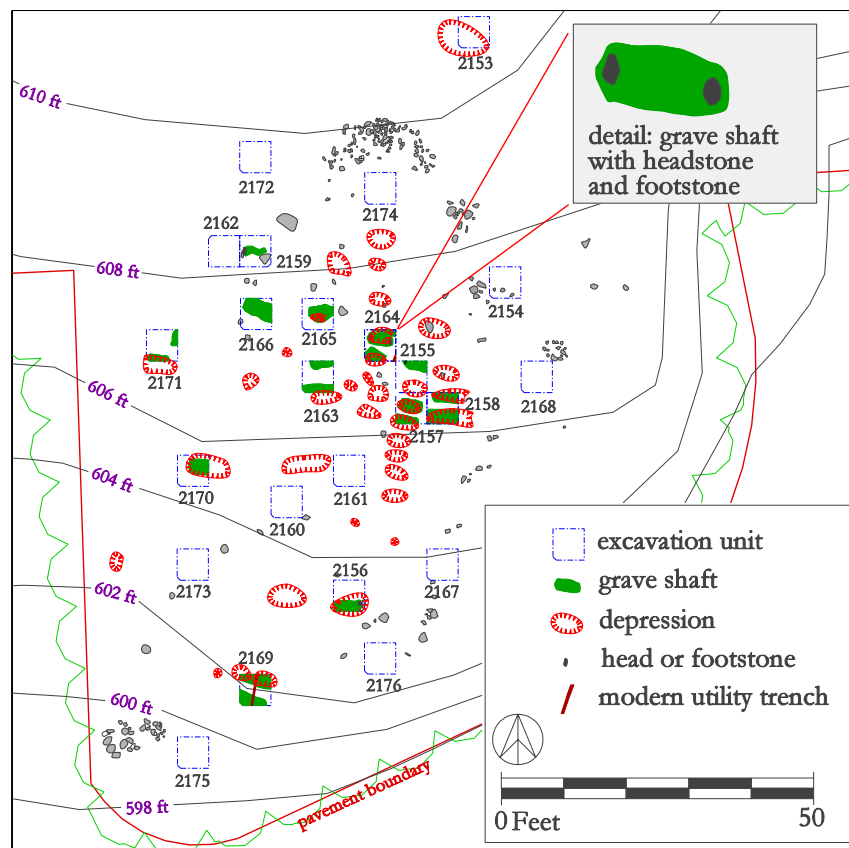 2153
610 ft
detail: grave shaft
with headstone
and footstone
2172
2174
2162
2159
608 ft
2154
2164
2166
2165
2155
2171
606 ft
2163
2158
2168
2157
604 ft
2170
2161
2160
excavation unit
grave shaft
depression
head or footstone
modern utility trench
2156
2173
2167
602 ft
2169
2176
600 ft
2175
598 ft
pavement boundary
0 Feet
50